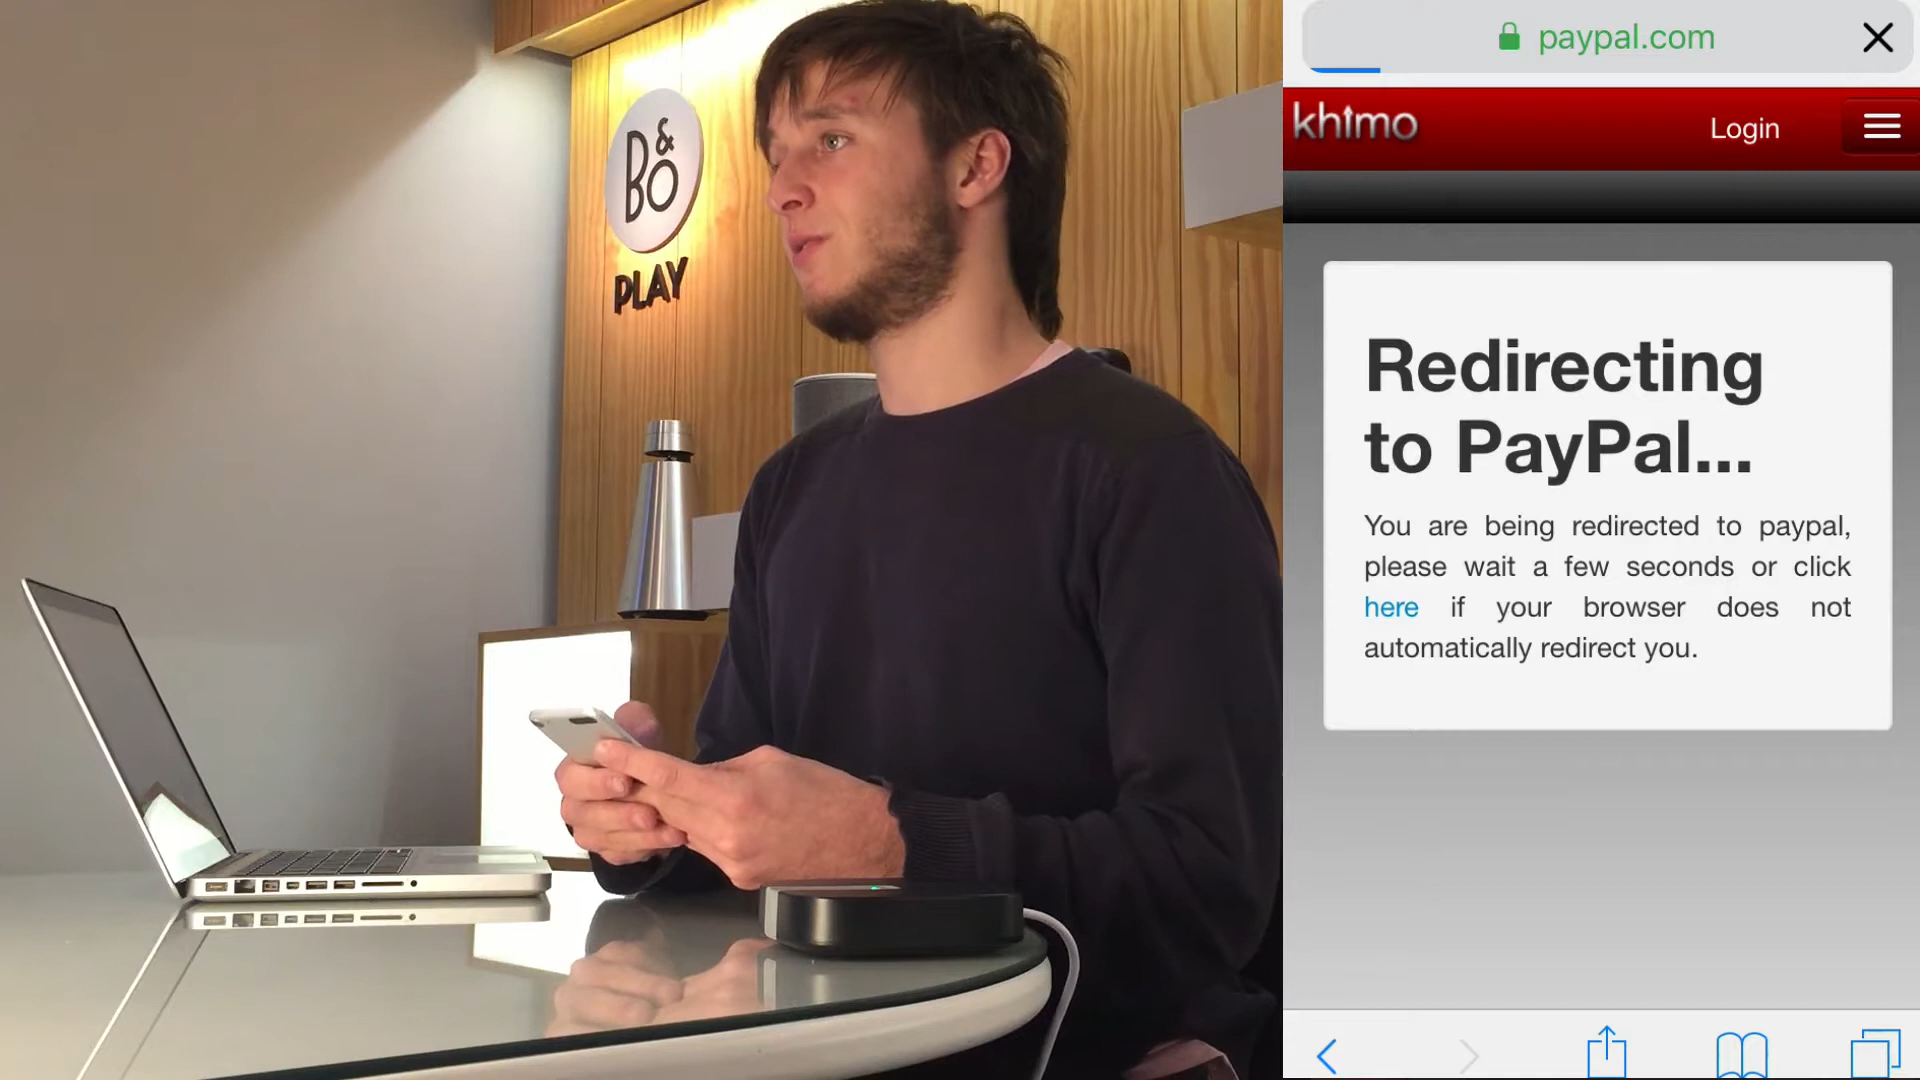 B&O
PLAY
paypal.com
khimo
Login
Redirecting
to PayPal...
You are being redirected to paypal,
please wait a few seconds or click
here if your browser does not
automatically redirect you.